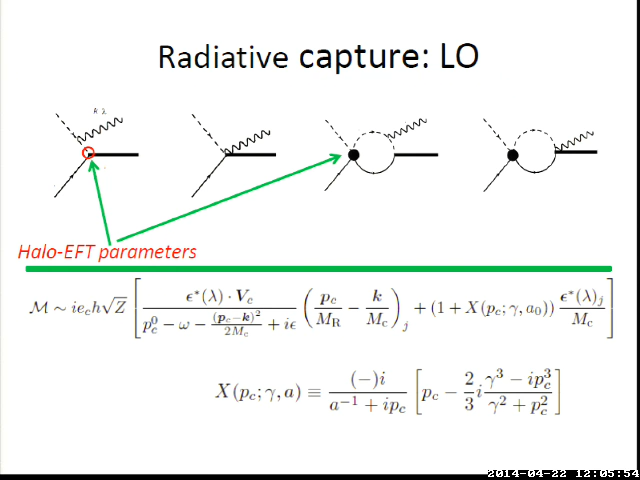 Radiative capture: LO
k λ
Halo-EFT parameters
ℳ ∼ ie_c h√Z [ ϵ*(λ) · V_c / (p_c^0 − ω − (p_c−k)^2/(2M_c) + iϵ) (p_c/M_R − k/M_c)_j + (1 + X(p_c; γ, a_0)) ϵ*(λ)_j/M_c ]
X(p_c; γ, a) ≡ (−)i/(a^{−1} + ip_c) [ p_c − 2/3 i (γ^3 − ip_c^3)/(γ^2 + p_c^2) ]
2014-04-22 12:05:54